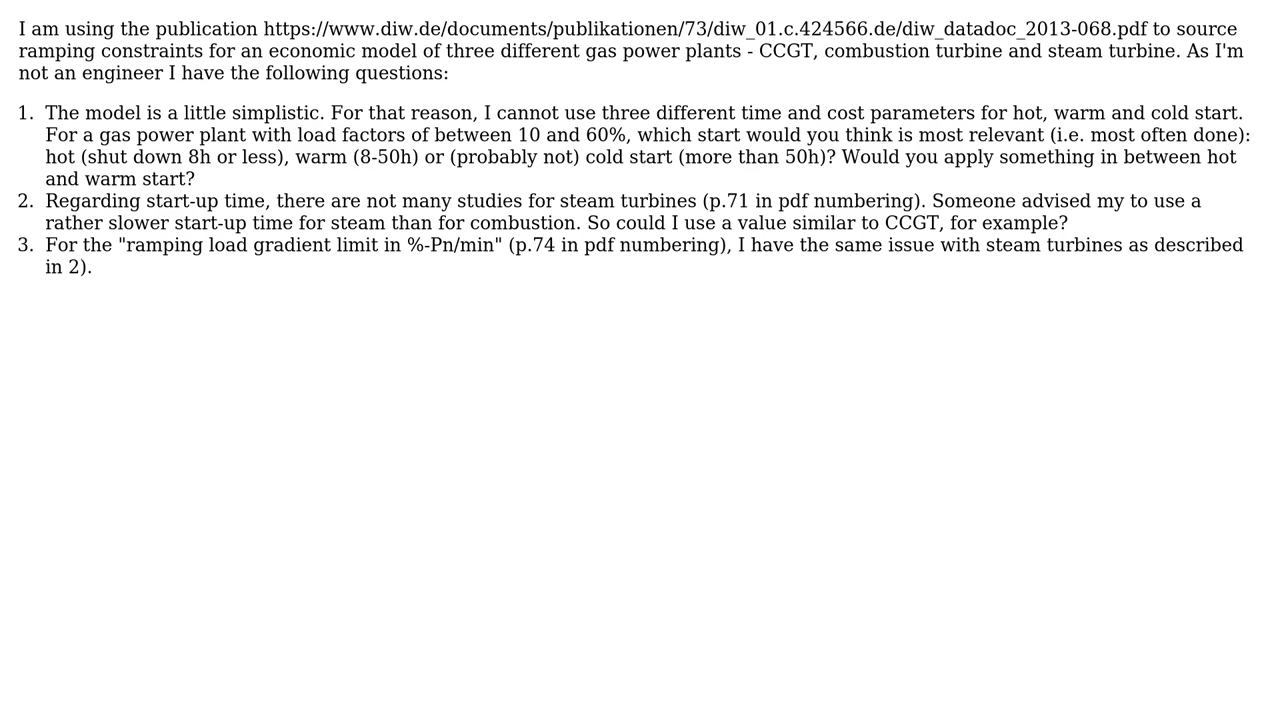 I am using the publication https://www.diw.de/documents/publikationen/73/diw_01.c.424566.de/diw_datadoc_2013-068.pdf to source
ramping constraints for an economic model of three different gas power plants - CCGT, combustion turbine and steam turbine. As I'm
not an engineer I have the following questions:
1. The model is a little simplistic. For that reason, I cannot use three different time and cost parameters for hot, warm and cold start.
For a gas power plant with load factors of between 10 and 60%, which start would you think is most relevant (i.e. most often done):
hot (shut down 8h or less), warm (8-50h) or (probably not) cold start (more than 50h)? Would you apply something in between hot
and warm start?
2. Regarding start-up time, there are not many studies for steam turbines (p.71 in pdf numbering). Someone advised my to use a
rather slower start-up time for steam than for combustion. So could I use a value similar to CCGT, for example?
3. For the "ramping load gradient limit in %-Pn/min" (p.74 in pdf numbering), I have the same issue with steam turbines as described
in 2).